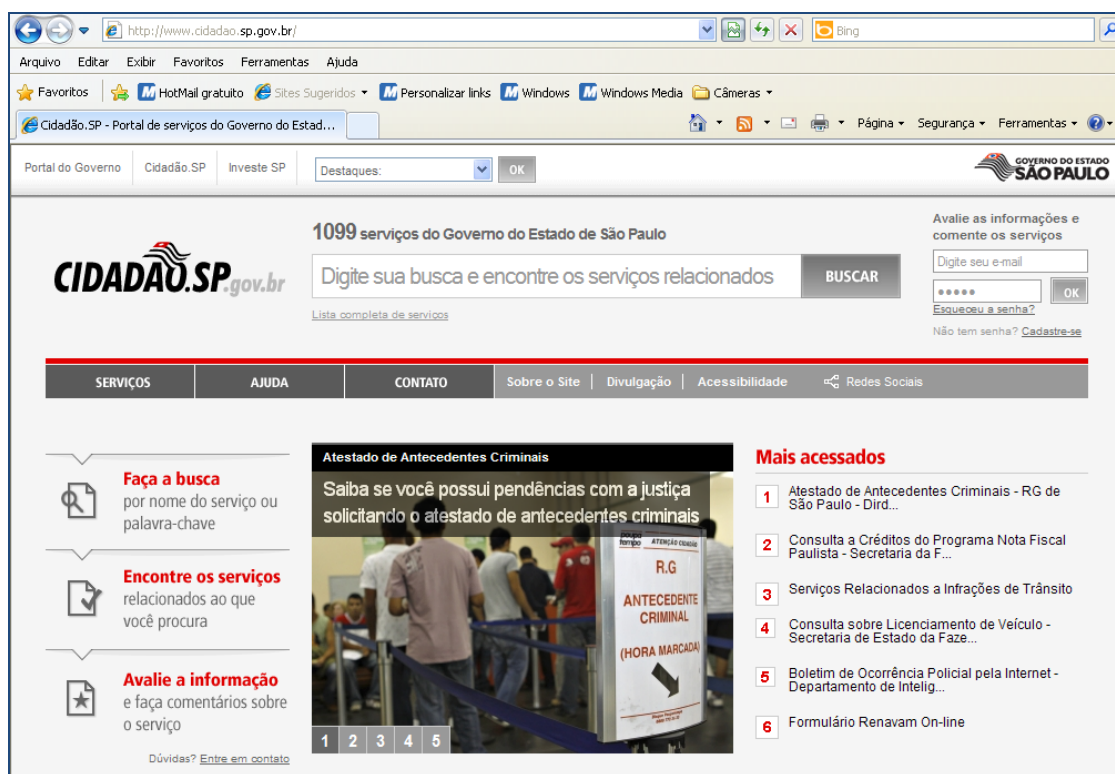 http://www.cidadao.sp.gov.br/
Bing
Arquivo Editar Exibir Favoritos Ferramentas Ajuda
Favoritos HotMail gratuito Sites Sugeridos Personalizar links Windows Windows Media Câmeras
Cidadão.SP - Portal de serviços do Governo do Estad...
Página Segurança Ferramentas
Portal do Governo Cidadão.SP Investe SP
Destaques: OK
GOVERNO DO ESTADO
SÃO PAULO
CIDADÃO.SP.gov.br
1099 serviços do Governo do Estado de São Paulo
Digite sua busca e encontre os serviços relacionados BUSCAR
Lista completa de serviços
Avalie as informações e
comente os serviços
Digite seu e-mail
OK
Esqueceu a senha?
Não tem senha? Cadastre-se
SERVIÇOS AJUDA CONTATO Sobre o Site Divulgação Acessibilidade Redes Sociais
Faça a busca
por nome do serviço ou
palavra-chave
Encontre os serviços
relacionados ao que
você procura
Avalie a informação
e faça comentários sobre
o serviço
Dúvidas? Entre em contato
Atestado de Antecedentes Criminais
Saiba se você possui pendências com a justiça
solicitando o atestado de antecedentes criminais
poupa
tempo
ATENÇÃO CIDADÃO
R.G
ANTECEDENTE
CRIMINAL
(HORA MARCADA)
1 2 3 4 5
Mais acessados
1 Atestado de Antecedentes Criminais - RG de
São Paulo - Dird...
2 Consulta a Créditos do Programa Nota Fiscal
Paulista - Secretaria da F...
3 Serviços Relacionados a Infrações de Trânsito
4 Consulta sobre Licenciamento de Veículo -
Secretaria de Estado da Faze...
5 Boletim de Ocorrência Policial pela Internet -
Departamento de Intelig...
6 Formulário Renavam On-line